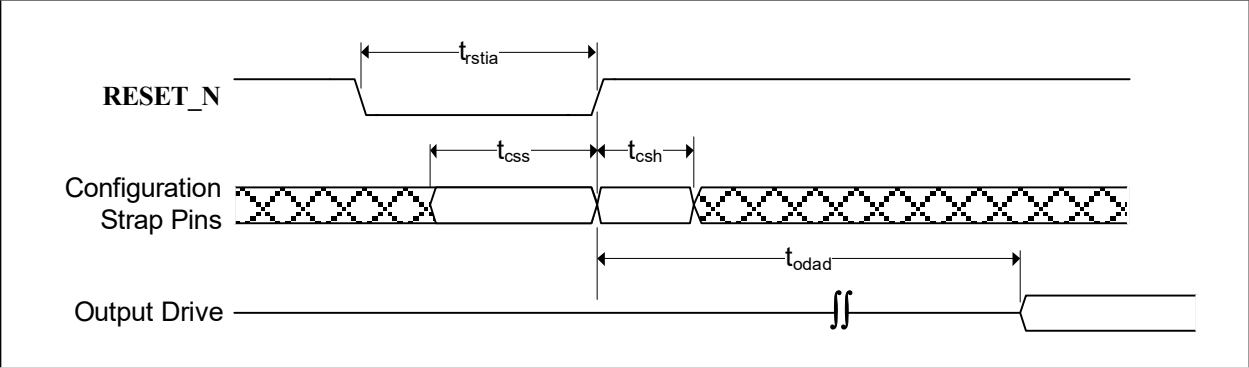 t_rstia
RESET_N
t_css
t_csh
Configuration
Strap Pins
t_odad
Output Drive